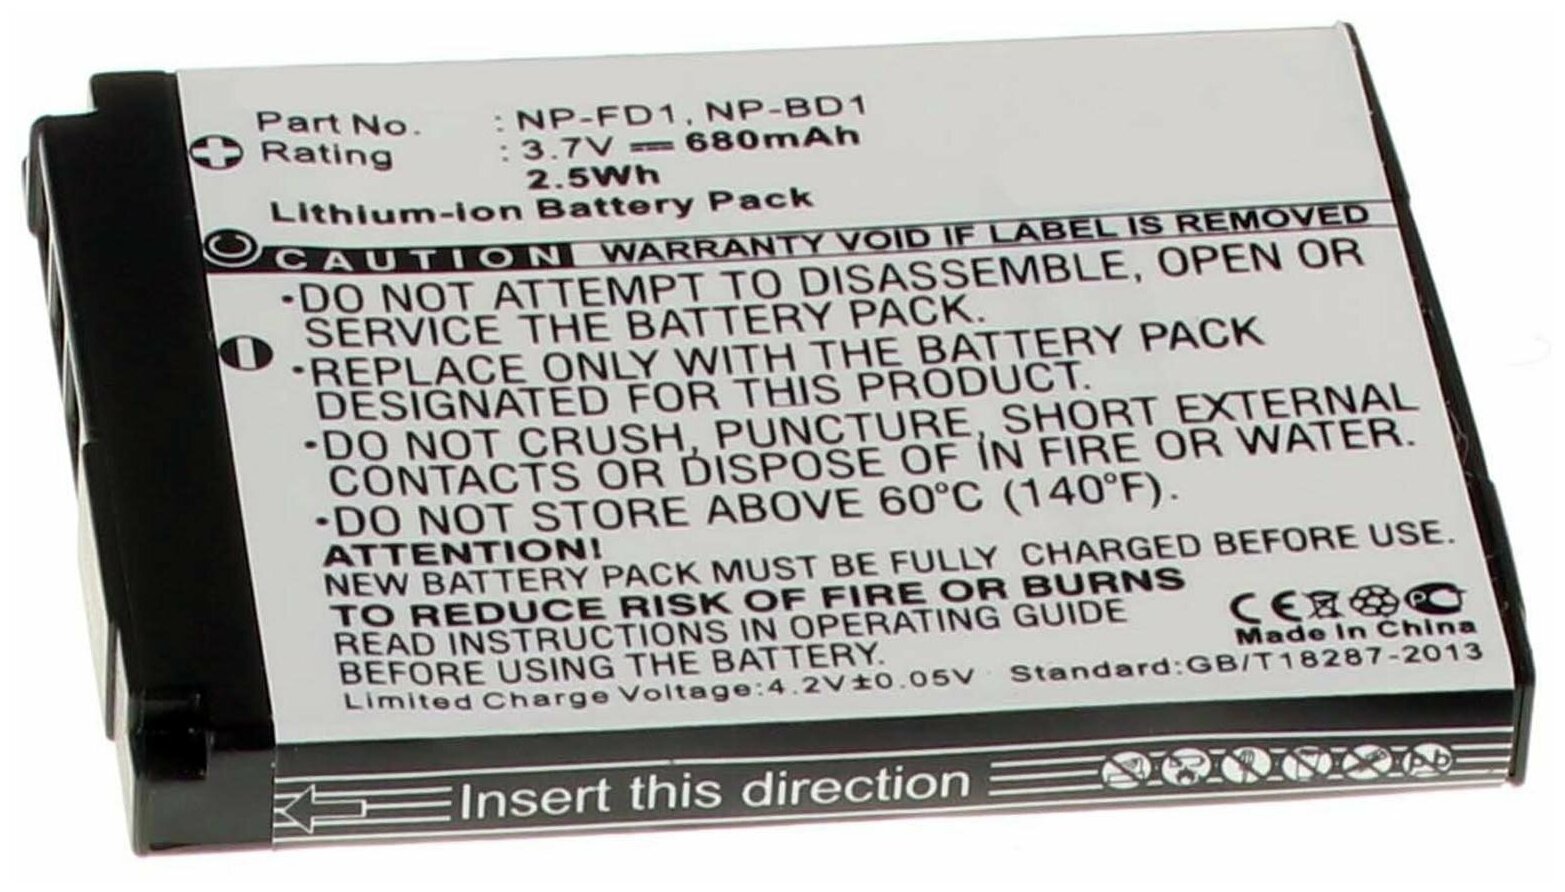 Part No. : NP-FD1, NP-BD1
Rating : 3.7V ⎓ 680mAh
2.5Wh
Lithium-ion Battery Pack
CAUTION WARRANTY VOID IF LABEL IS REMOVED
•DO NOT ATTEMPT TO DISASSEMBLE, OPEN OR
SERVICE THE BATTERY PACK.
•REPLACE ONLY WITH THE BATTERY PACK
DESIGNATED FOR THIS PRODUCT.
•DO NOT CRUSH, PUNCTURE, SHORT EXTERNAL
CONTACTS OR DISPOSE OF IN FIRE OR WATER.
•DO NOT STORE ABOVE 60°C (140°F).
ATTENTION!
NEW BATTERY PACK MUST BE FULLY CHARGED BEFORE USE.
TO REDUCE RISK OF FIRE OR BURNS
READ INSTRUCTIONS IN OPERATING GUIDE
BEFORE USING THE BATTERY.
CE
Made in China
Limited Charge Voltage:4.2V±0.05V Standard:GB/T18287-2013
Insert this direction
Pb